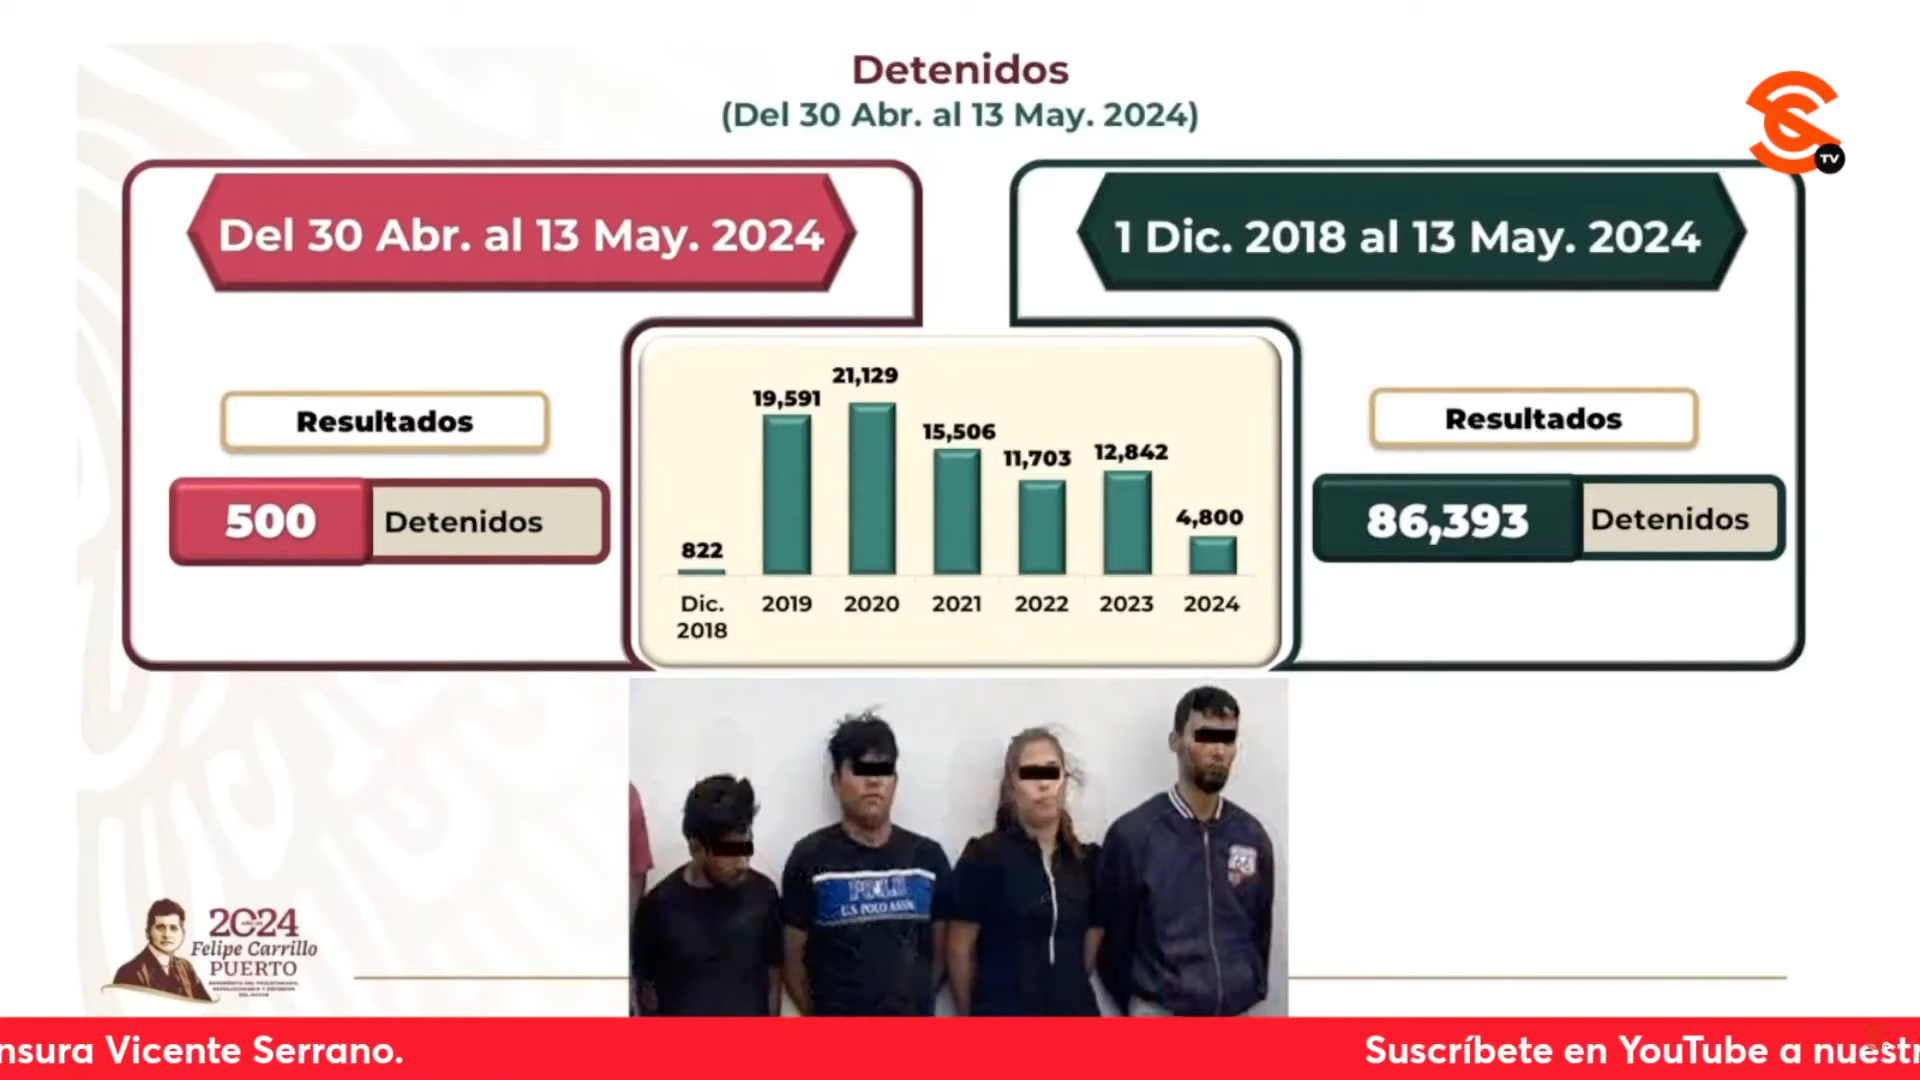 Detenidos
(Del 30 Abr. al 13 May. 2024)
TV
Del 30 Abr. al 13 May. 2024
1 Dic. 2018 al 13 May. 2024
Resultados
500 Detenidos
21,129
19,591
15,506
11,703
12,842
4,800
822
Dic.
2018
2019
2020
2021
2022
2023
2024
Resultados
86,393 Detenidos
U.S. POLO ASSN.
66
2024
Felipe Carrillo
PUERTO
nsura Vicente Serrano.
Suscríbete en YouTube a nuestr